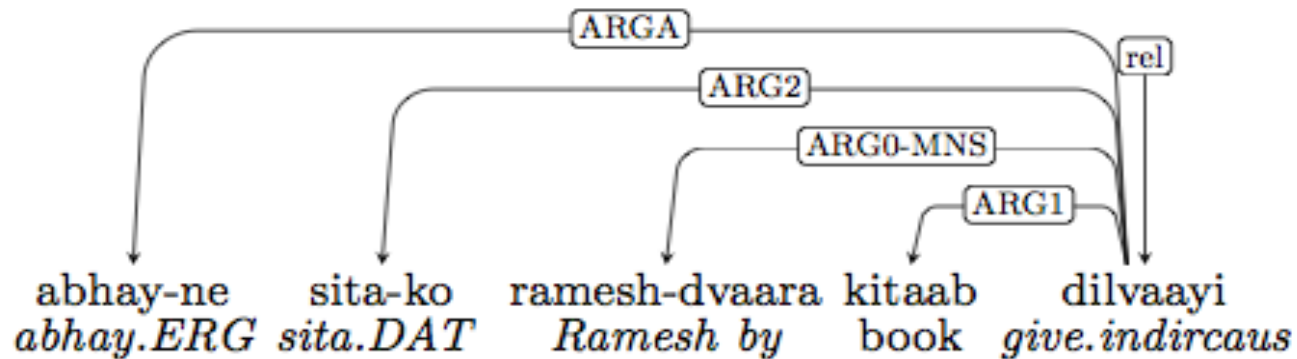 ARGA
rel
ARG2
ARG0-MNS
ARG1
abhay-ne sita-ko ramesh-dvaara kitaab dilvaayi
abhay.ERG sita.DAT Ramesh by book give.indircaus